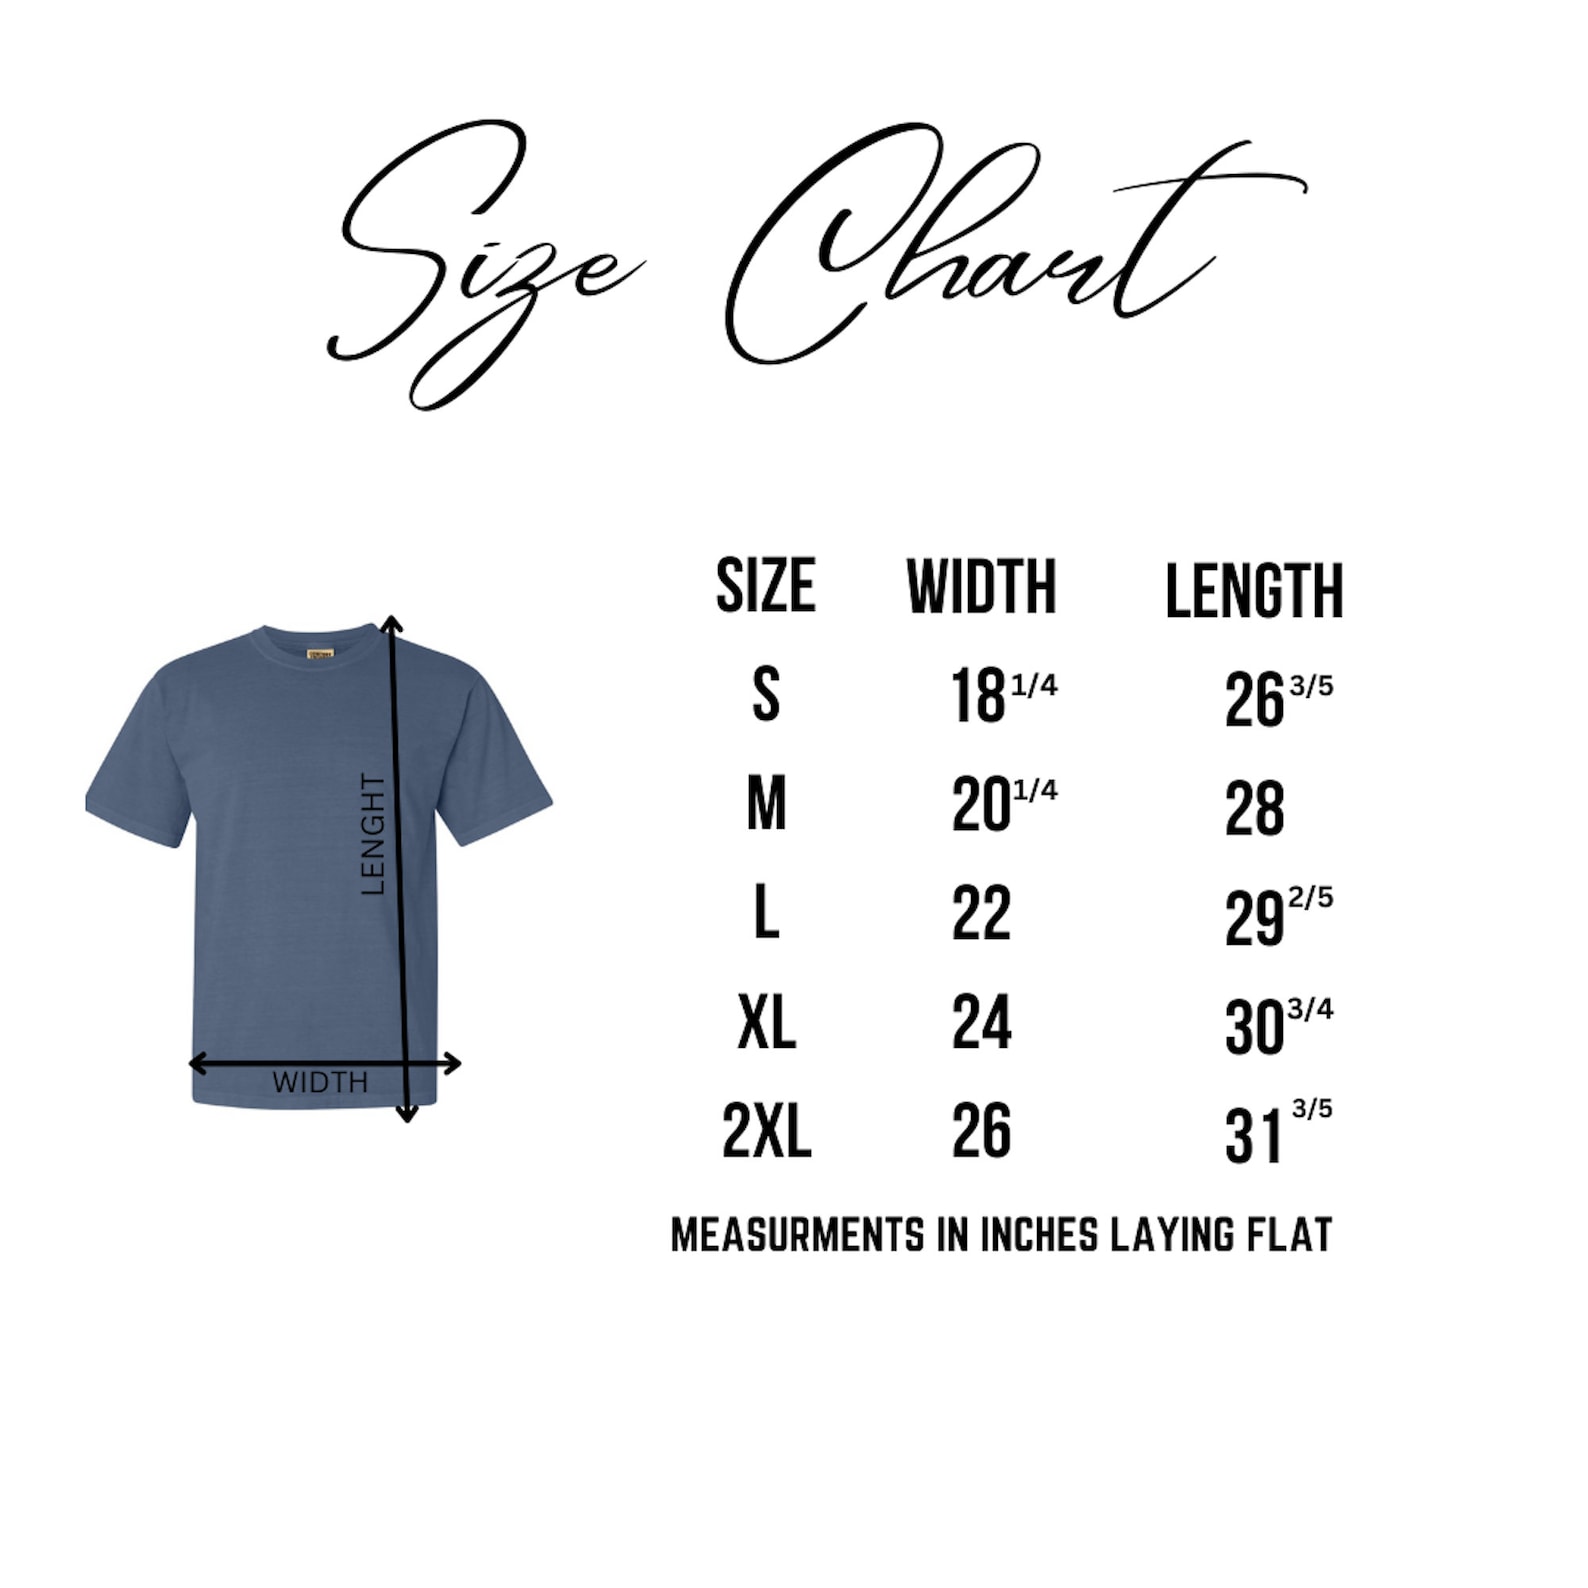 Size Chart
SIZE WIDTH LENGTH
S 18 1/4 26 3/5
M 20 1/4 28
L 22 29 2/5
XL 24 30 3/4
2XL 26 31 3/5
MEASURMENTS IN INCHES LAYING FLAT
LENGHT
WIDTH